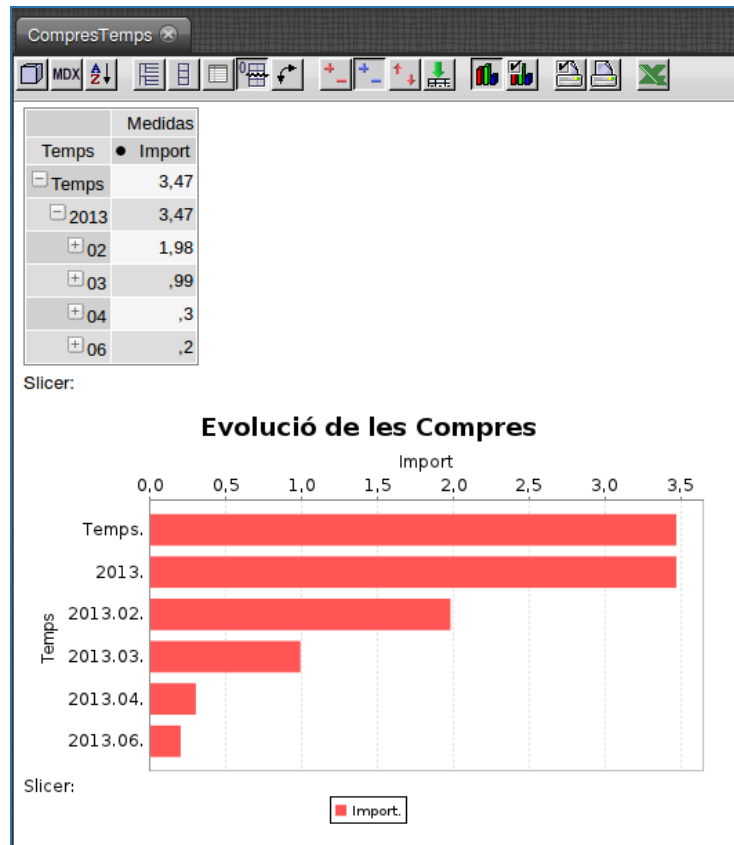 CompresTemps
MDX
Medidas
Temps Import
Temps 3,47
2013 3,47
02 1,98
03 ,99
04 ,3
06 ,2
Slicer:
Evolució de les Compres
Import
0,0 0,5 1,0 1,5 2,0 2,5 3,0 3,5
Temps
Temps.
2013.
2013.02.
2013.03.
2013.04.
2013.06.
Slicer:
Import.